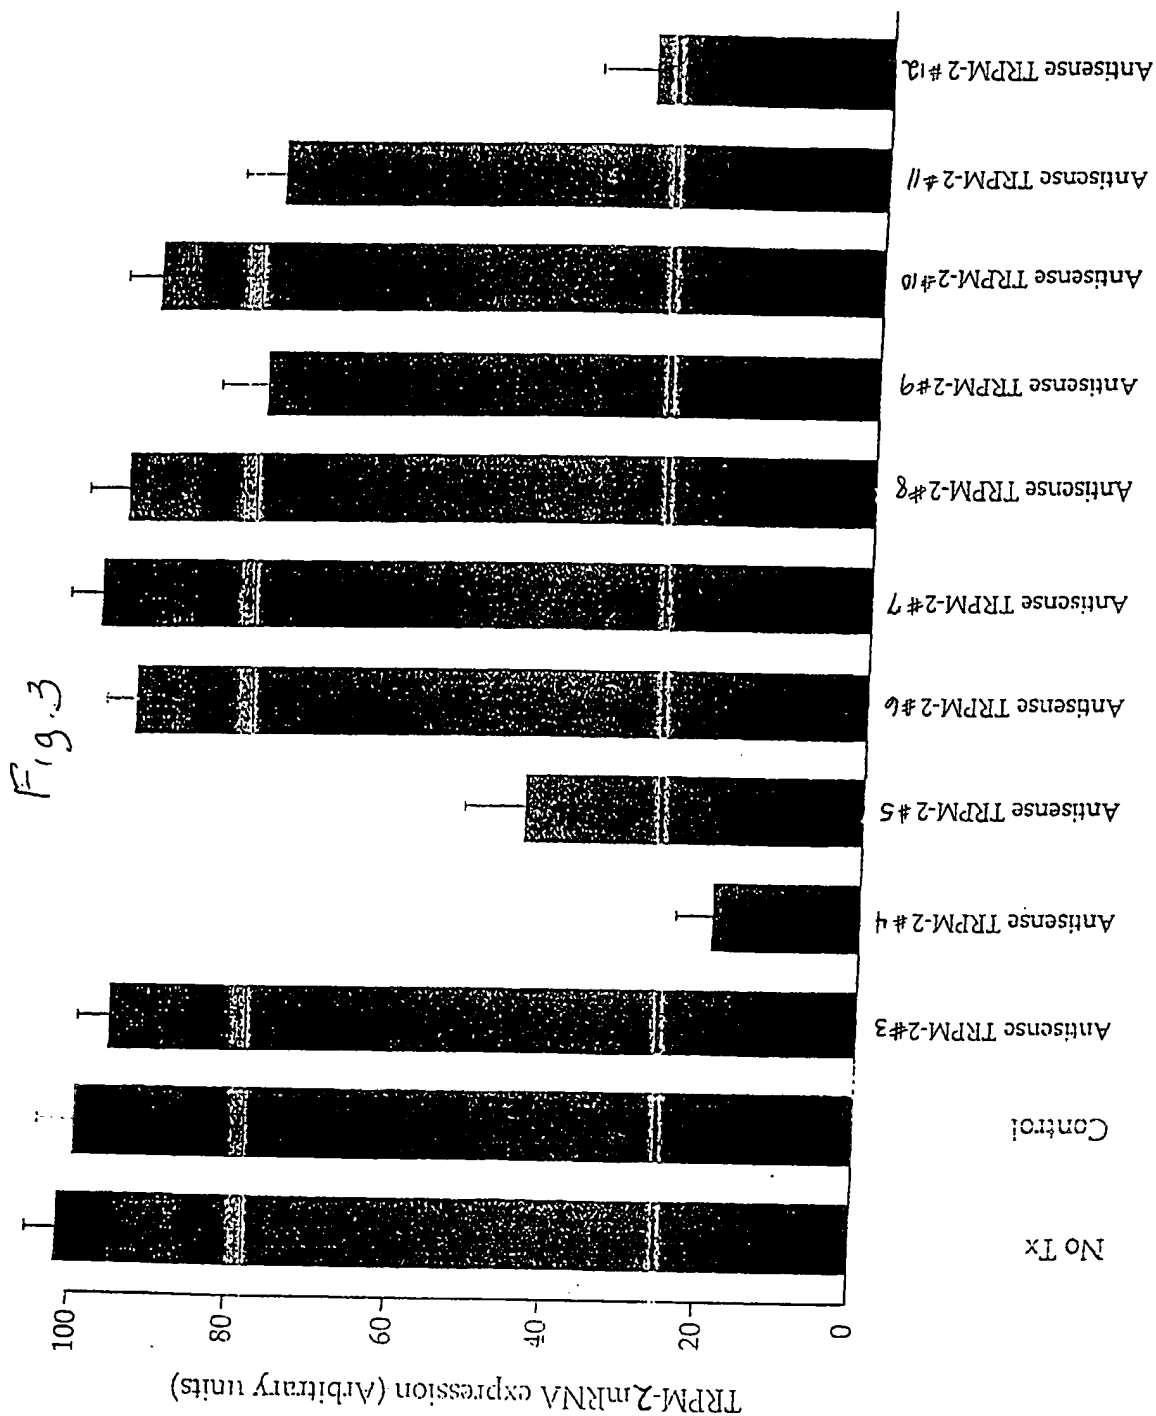 Fig.3
TRPM-2 mRNA expression (Arbitrary units)
100
80
60
40
20
0
No Tx
Control
Antisense TRPM-2#3
Antisense TRPM-2 #4
Antisense TRPM-2 #5
Antisense TRPM-2 #6
Antisense TRPM-2 #7
Antisense TRPM-2 #8
Antisense TRPM-2 #9
Antisense TRPM-2 #10
Antisense TRPM-2 #11
Antisense TRPM-2 #12